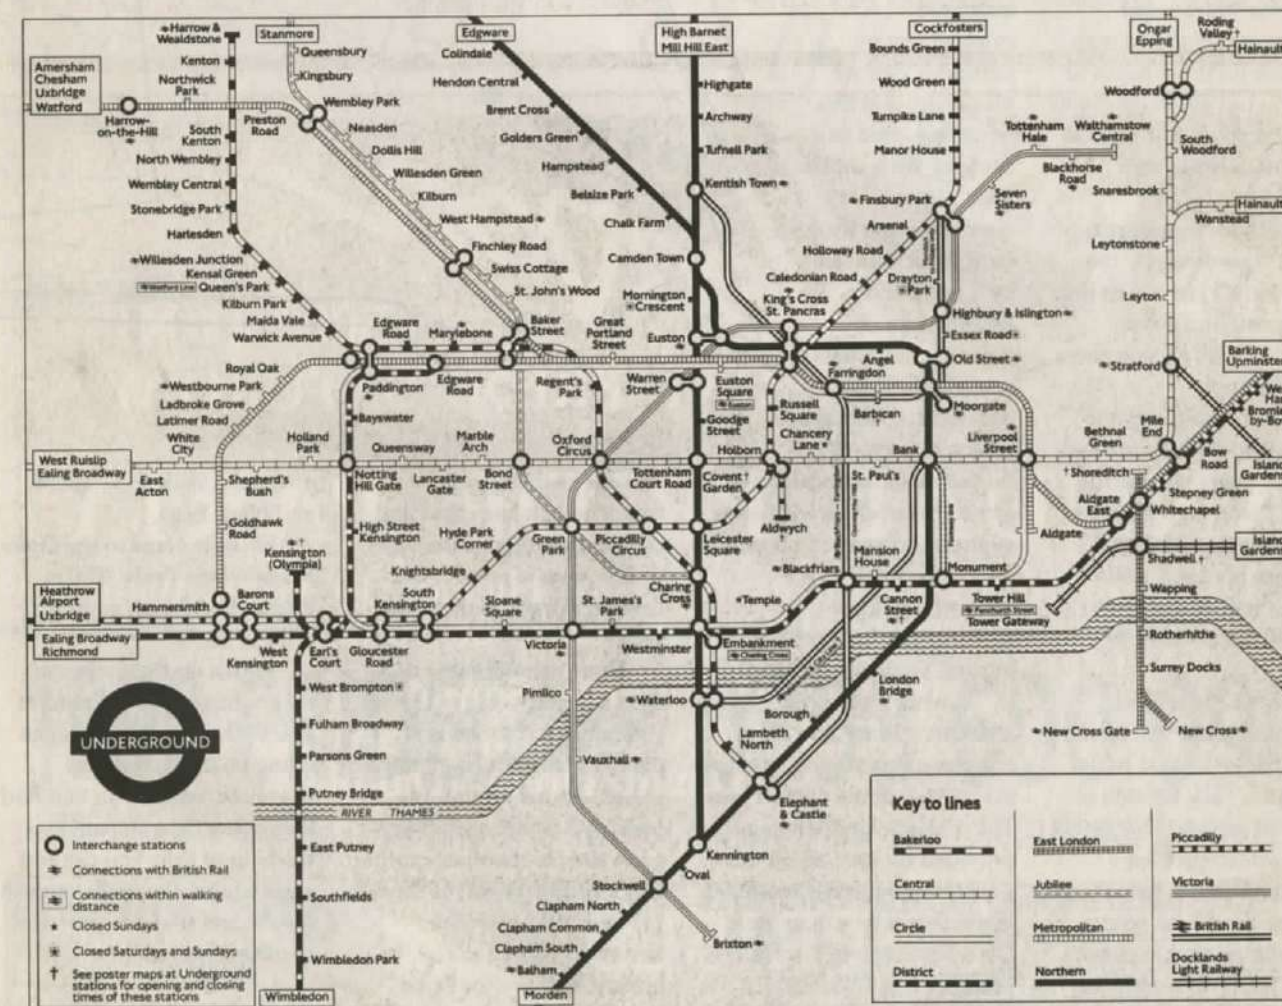 Harrow &
Wealdstone
Stanmore
Edgware
High Barnet
Mill Hill East
Cockfosters
Ongar
Epping
Roding
Valley †
Hainault
Kenton
Queensbury
Colindale
Bounds Green
Amersham
Chesham
Uxbridge
Watford
Northwick
Park
Kingsbury
Hendon Central
Highgate
Wood Green
Woodford
Harrow-
on-the-Hill
Preston
Road
Wembley Park
Brent Cross
Archway
Turnpike Lane
Tottenham
Hale
Walthamstow
Central
South
Kenton
Neasden
Golders Green
Tufnell Park
Manor House
Blackhorse
Road
South
Woodford
North Wembley
Dollis Hill
Hampstead
Wembley Central
Willesden Green
Belsize Park
Kentish Town
Finsbury Park
Seven
Sisters
Snaresbrook
Stonebridge Park
Kilburn
Chalk Farm
Arsenal
Wanstead
Hainault
Harlesden
West Hampstead
Holloway Road
Leytonstone
Willesden Junction
Finchley Road
Camden Town
Caledonian Road
Drayton
Park
Kensal Green
Swiss Cottage
Watford Line
Queen's Park
St. John's Wood
Mornington
Crescent
King's Cross
St. Pancras
Leyton
Kilburn Park
Highbury & Islington
Maida Vale
Warwick Avenue
Edgware
Road
Marylebone
Baker
Street
Great
Portland
Street
Euston
Essex Road
Angel
Old Street
Barking
Upminster
Royal Oak
Paddington
Edgware
Road
Regent's
Park
Warren
Street
Euston
Square
Euston
Farringdon
Stratford
Westbourne Park
Barbican
†
Moorgate
Ladbroke Grove
Bayswater
Goodge
Street
Russell
Square
Latimer Road
White
City
Holland
Park
Queensway
Marble
Arch
Oxford
Circus
Chancery
Lane
Liverpool
Street
Bethnal
Green
Mile
End
Bow
Road
West Ruislip
Ealing Broadway
East
Acton
Shepherd's
Bush
Notting
Hill Gate
Lancaster
Gate
Bond
Street
Tottenham
Court Road
Holborn
Covent †
Garden
St. Paul's
Bank
† Shoreditch
Island
Gardens
Stepney Green
Goldhawk
Road
High Street
Kensington
Hyde Park
Corner
Green
Park
Piccadilly
Circus
Leicester
Square
Aldwych
Aldgate
East
Whitechapel
Aldgate
Kensington
(Olympia)
Knightsbridge
Mansion
House
Monument
Shadwell †
Island
Gardens
Blackfriars
Heathrow
Airport
Uxbridge
Hammersmith
Barons
Court
South
Kensington
Sloane
Square
St. James's
Park
Charing
Cross
Temple
Cannon
Street
Tower Hill
Fenchurch Street
Tower Gateway
Wapping
Ealing Broadway
Richmond
West
Kensington
Earl's
Court
Gloucester
Road
Victoria
Westminster
Embankment
Charing Cross
Rotherhithe
West Brompton
Pimlico
Waterloo
London
Bridge
Surrey Docks
UNDERGROUND
Fulham Broadway
Borough
Lambeth
North
New Cross Gate
New Cross
Parsons Green
Vauxhall
Putney Bridge
RIVER THAMES
Elephant
& Castle
East Putney
Kennington
Oval
Southfields
Stockwell
Clapham North
Clapham Common
Clapham South
Brixton
Wimbledon Park
Balham
Wimbledon
Morden
Interchange stations
Connections with British Rail
Connections within walking
distance
Closed Sundays
Closed Saturdays and Sundays
† See poster maps at Underground
stations for opening and closing
times of these stations
Key to lines
Bakerloo
East London
Piccadilly
Central
Jubilee
Victoria
Circle
Metropolitan
British Rail
District
Northern
Docklands
Light Railway